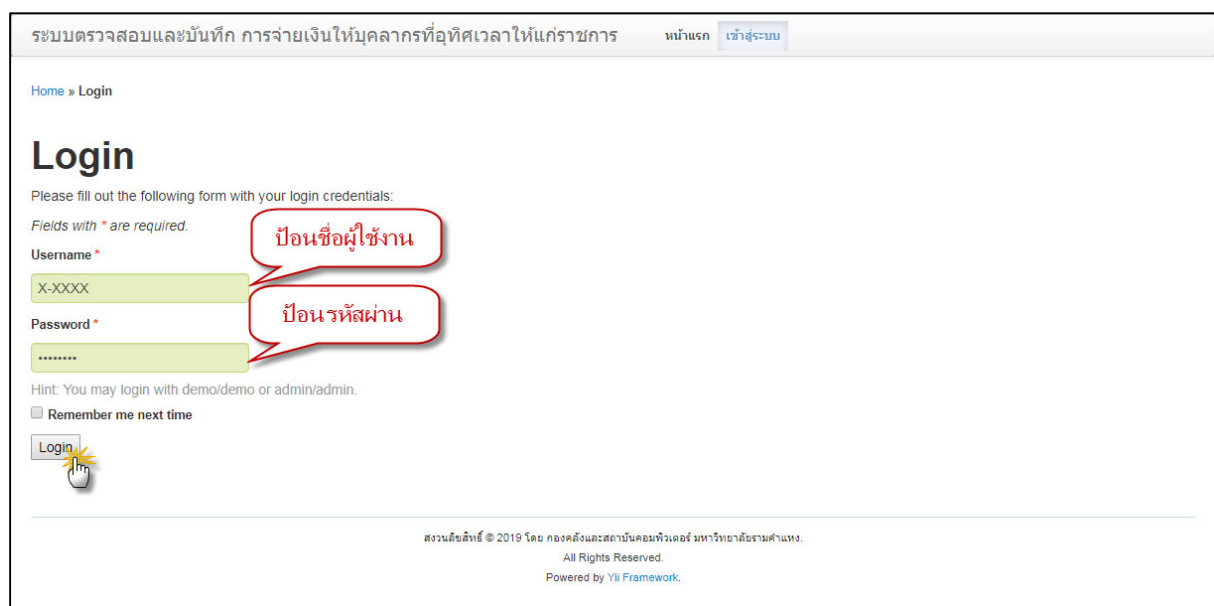 ระบบตรวจสอบและบันทึก การจ่ายเงินให้บุคลากรที่อุทิศเวลาให้แก่ราชการ หน้าแรก เข้าสู่ระบบ
Home » Login
Login
Please fill out the following form with your login credentials:
Fields with * are required.
ป้อนชื่อผู้ใช้งาน
Username *
X-XXXX
ป้อนรหัสผ่าน
Password *
••••••••
Hint: You may login with demo/demo or admin/admin.
Remember me next time
Login
สงวนลิขสิทธิ์ © 2019 โดย กองคลังและสถาบันคอมพิวเตอร์ มหาวิทยาลัยรามคำแหง.
All Rights Reserved.
Powered by Yii Framework.